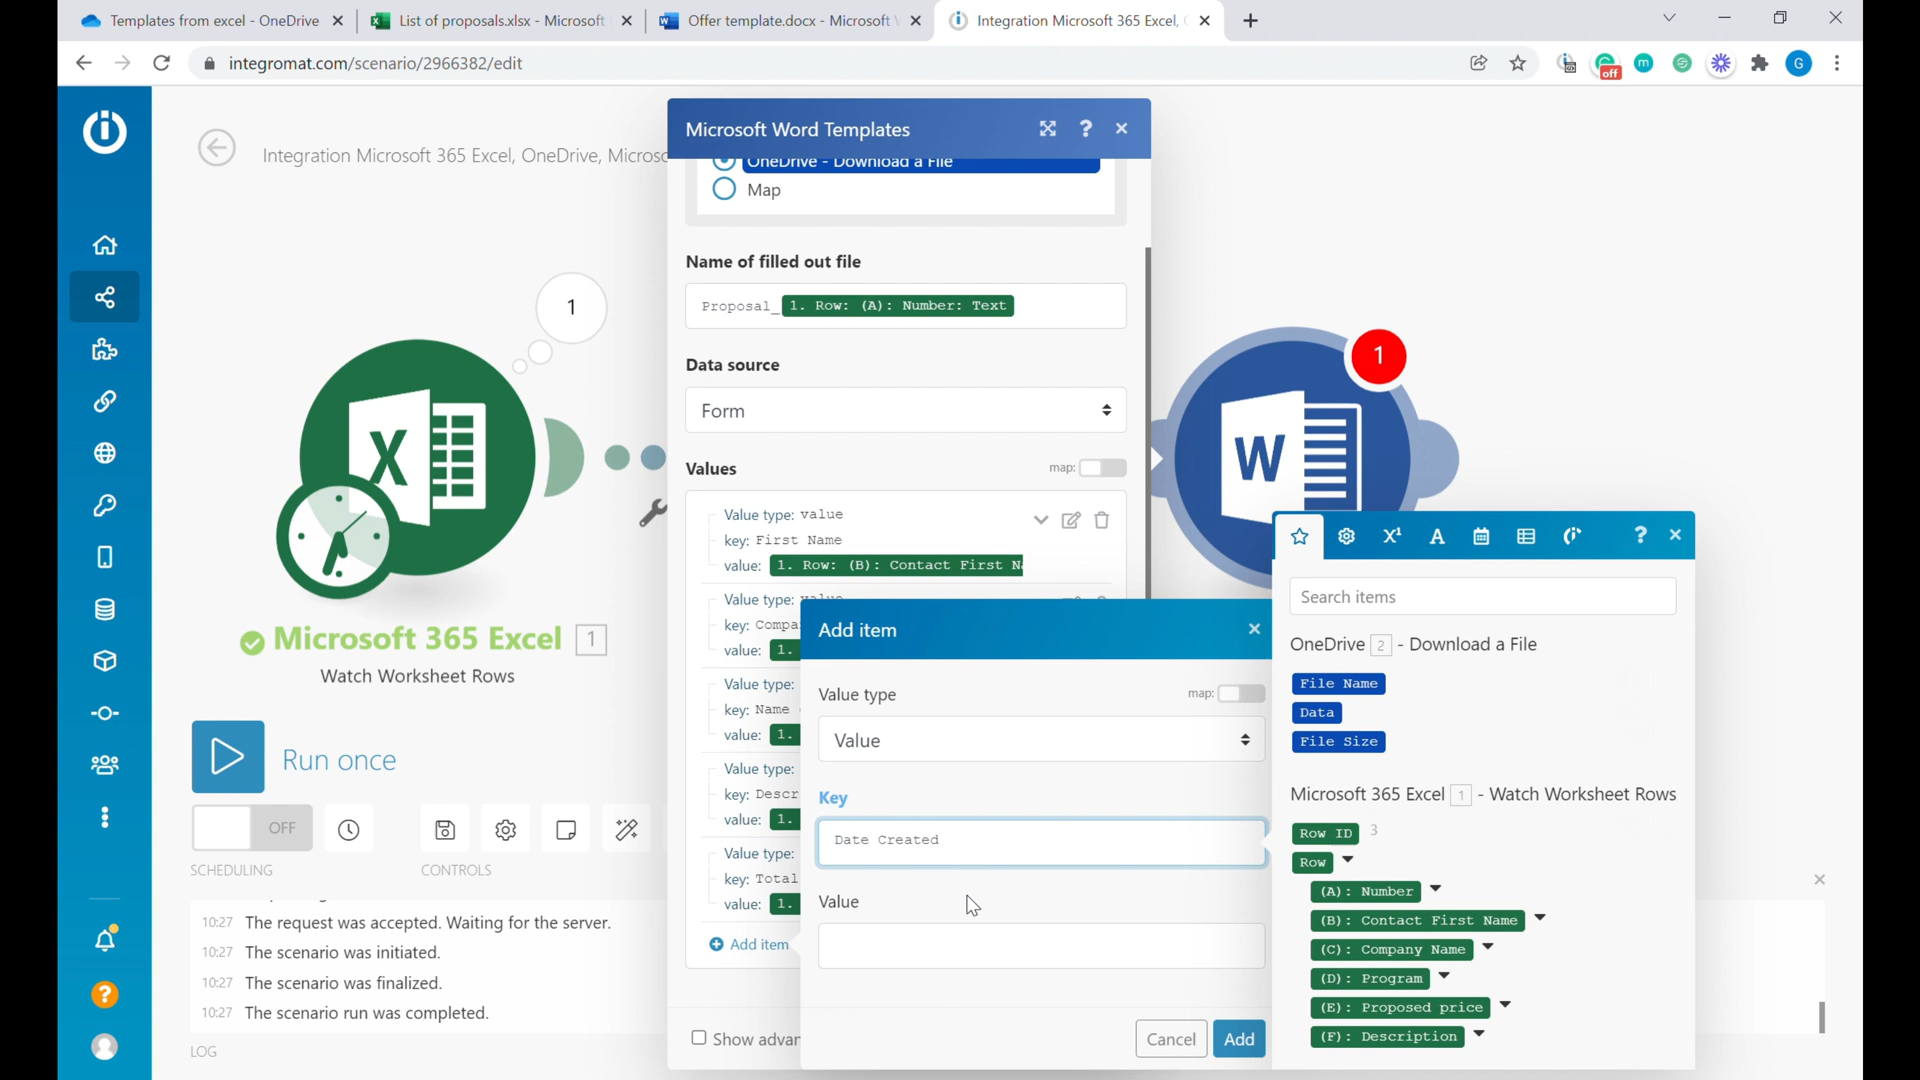 Templates from excel - OneDrive
List of proposals.xlsx - Microsoft
Offer template.docx - Microsoft
Integration Microsoft 365 Excel,
integromat.com/scenario/2966382/edit
off
m
G
Integration Microsoft 365 Excel, OneDrive, Microso
Microsoft Word Templates
?
OneDrive - Download a File
Map
Name of filled out file
Proposal_ 1. Row: (A): Number: Text
Data source
Form
Values
map:
Value type: value
key: First Name
value: 1. Row: (B): Contact First Na
Value type: value
key: Compa
value: 1.
Value type:
key: Name
value: 1.
Value type:
key: Descr
value: 1.
Value type:
key: Total
value: 1.
Add item
Show advan
1
X
Microsoft 365 Excel 1
Watch Worksheet Rows
Run once
OFF
SCHEDULING
CONTROLS
10:27 The request was accepted. Waiting for the server.
10:27 The scenario was initiated.
10:27 The scenario was finalized.
10:27 The scenario run was completed.
LOG
?
W
1
Add item
Value type
map:
Value
Key
Date Created
Value
Cancel
Add
?
Search items
OneDrive 2 - Download a File
File Name
Data
File Size
Microsoft 365 Excel 1 - Watch Worksheet Rows
Row ID 3
Row
(A): Number
(B): Contact First Name
(C): Company Name
(D): Program
(E): Proposed price
(F): Description